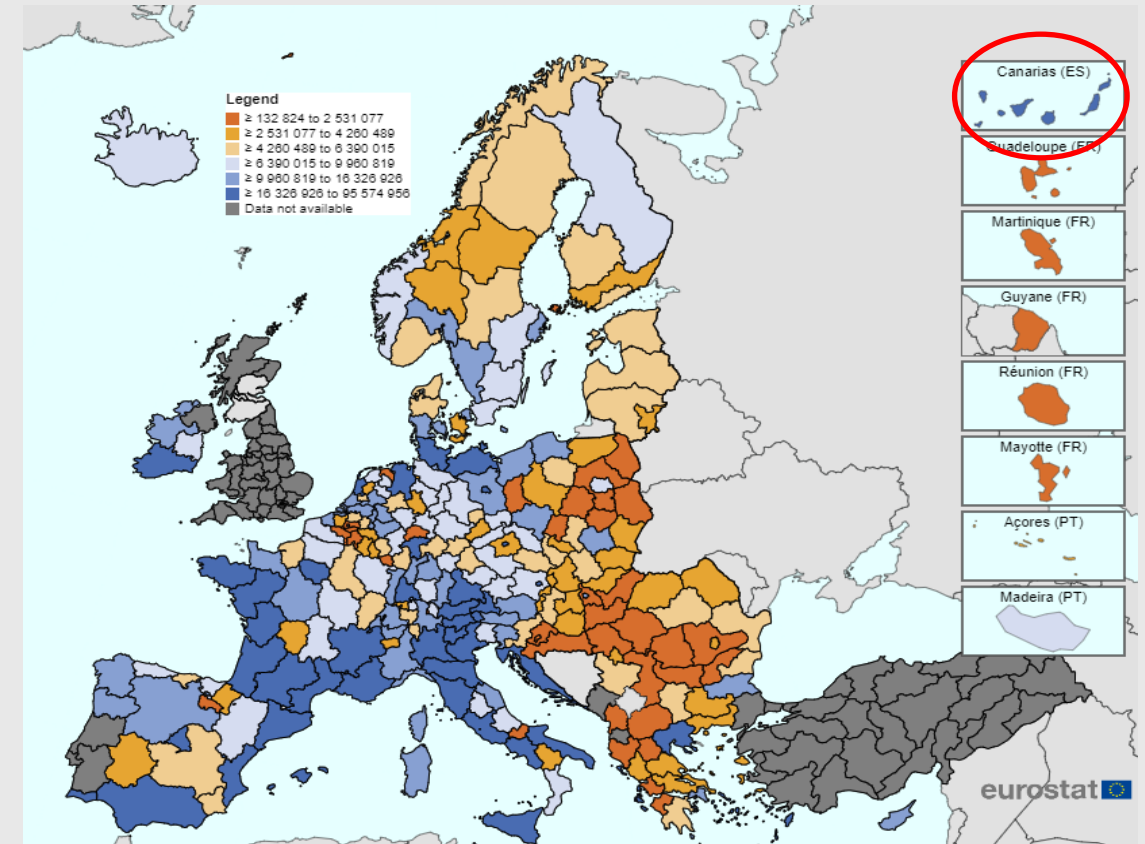 Legend
≥ 132 824 to 2 531 077
≥ 2 531 077 to 4 260 489
≥ 4 260 489 to 6 390 015
≥ 6 390 015 to 9 960 819
≥ 9 960 819 to 16 326 926
≥ 16 326 926 to 95 574 956
Data not available
Canarias (ES)
Guadeloupe (FR)
Martinique (FR)
Guyane (FR)
Réunion (FR)
Mayotte (FR)
Açores (PT)
Madeira (PT)
eurostat